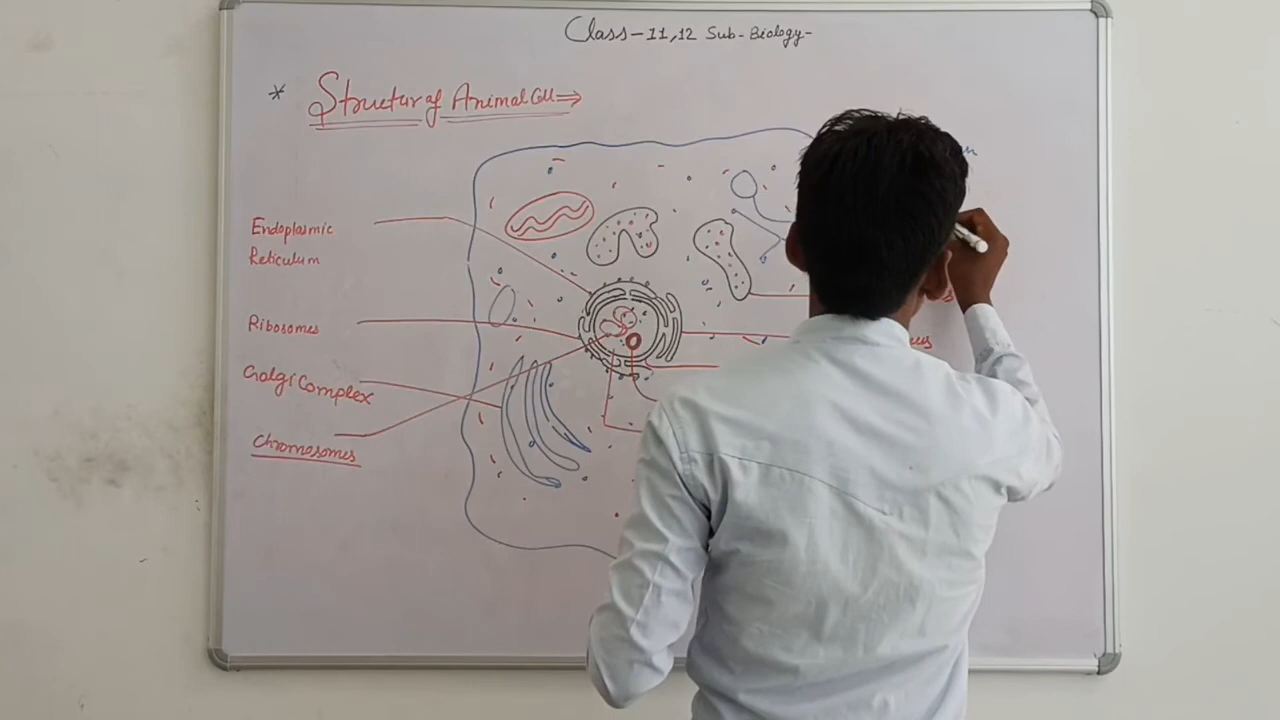 Class-11,12 Sub-Biology-
* Structur of Animal Cell→
Endoplasmic
Reticulum
Ribosomes
Golgi Complex
Chromosomes